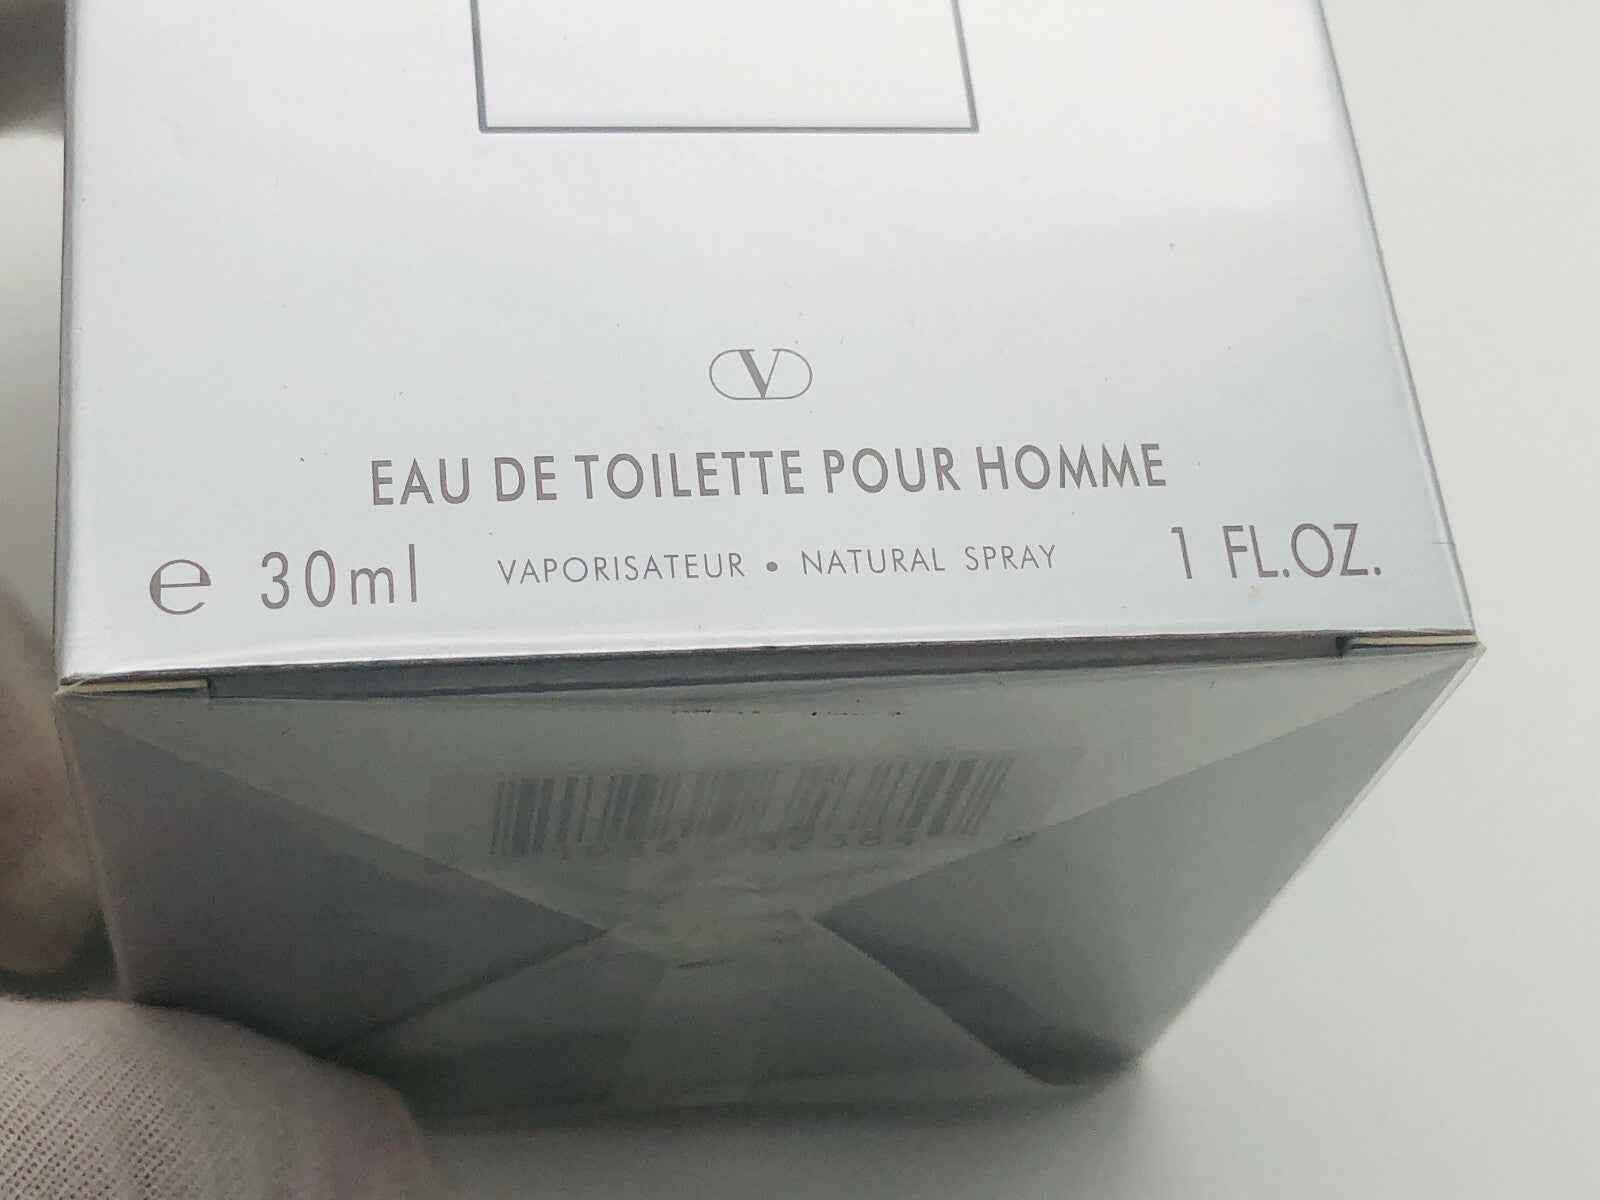 V
EAU DE TOILETTE POUR HOMME
e 30ml VAPORISATEUR • NATURAL SPRAY 1 FL.OZ.